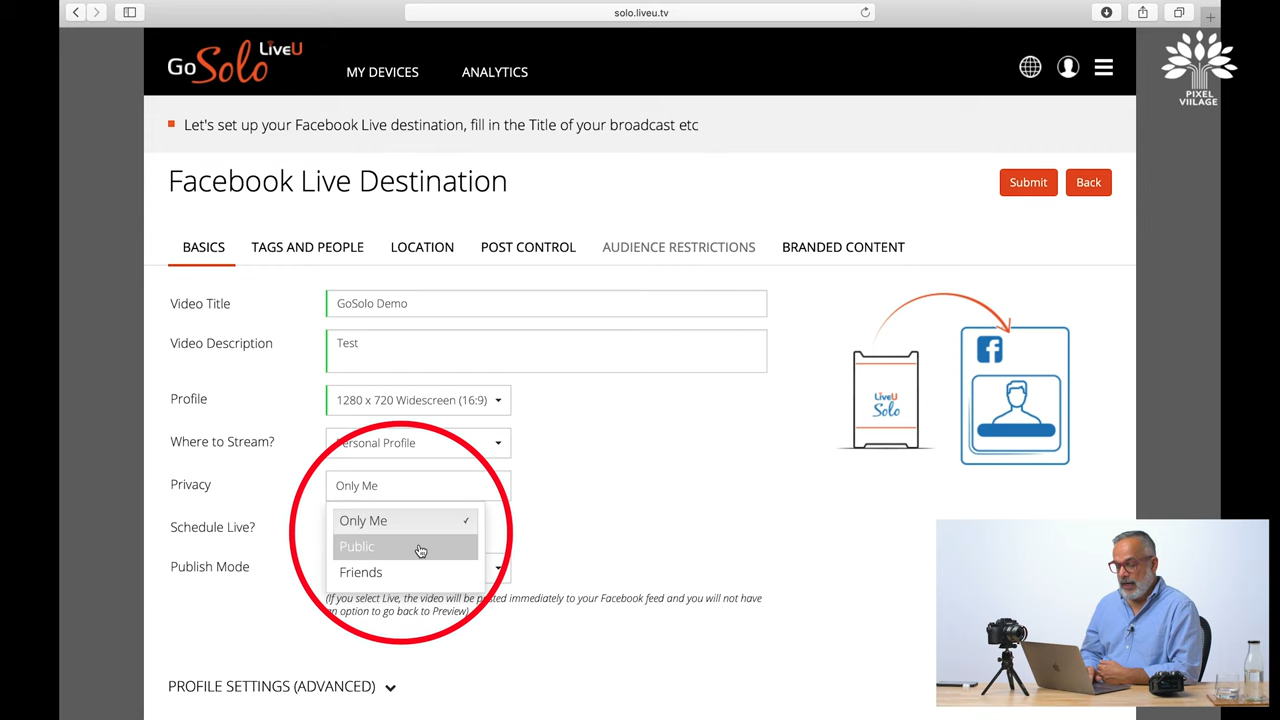 solo.liveu.tv
Go Solo LiveU
MY DEVICES
ANALYTICS
PIXEL
VIILAGE
Let's set up your Facebook Live destination, fill in the Title of your broadcast etc
Facebook Live Destination
Submit
Back
BASICS
TAGS AND PEOPLE
LOCATION
POST CONTROL
AUDIENCE RESTRICTIONS
BRANDED CONTENT
Video Title
GoSolo Demo
Video Description
Test
Profile
1280 x 720 Widescreen (16:9)
LiveU
Solo
Where to Stream?
Personal Profile
Privacy
Only Me
Only Me
Schedule Live?
Public
Publish Mode
Friends
(If you select Live, the video will be posted immediately to your Facebook feed and you will not have
an option to go back to Preview)
PROFILE SETTINGS (ADVANCED)